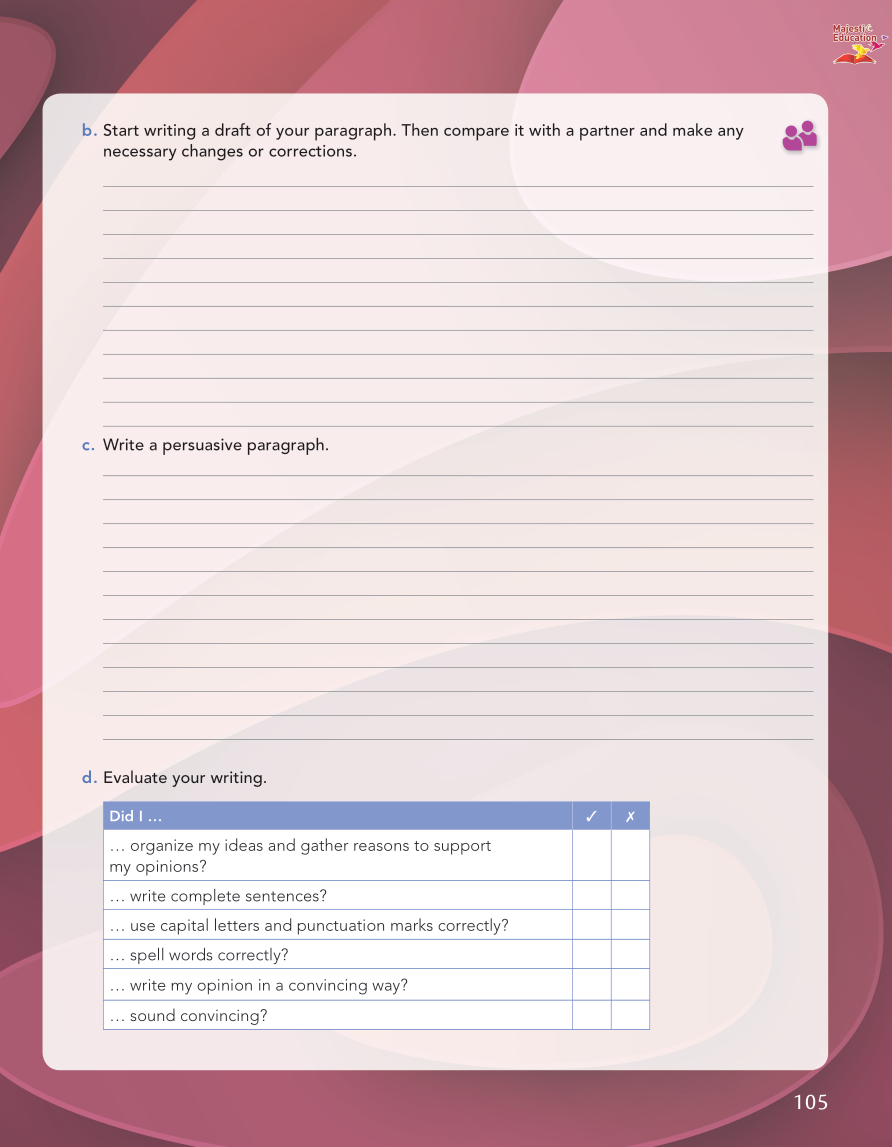 Majestic
Education
b. Start writing a draft of your paragraph. Then compare it with a partner and make any
necessary changes or corrections.
c. Write a persuasive paragraph.
d. Evaluate your writing.
Did I … ✓ ✗
… organize my ideas and gather reasons to support
my opinions?
… write complete sentences?
… use capital letters and punctuation marks correctly?
… spell words correctly?
… write my opinion in a convincing way?
… sound convincing?
105